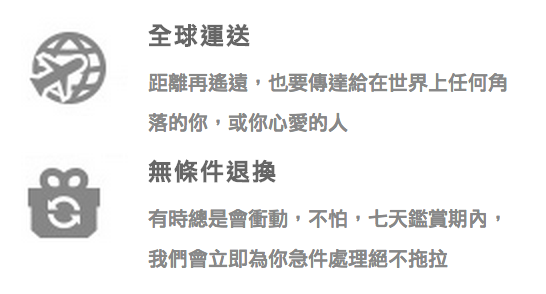 全球運送
距離再遙遠，也要傳達給在世界上任何角
落的你，或你心愛的人
無條件退換
有時總是會衝動，不怕，七天鑑賞期內，
我們會立即為你急件處理絕不拖拉